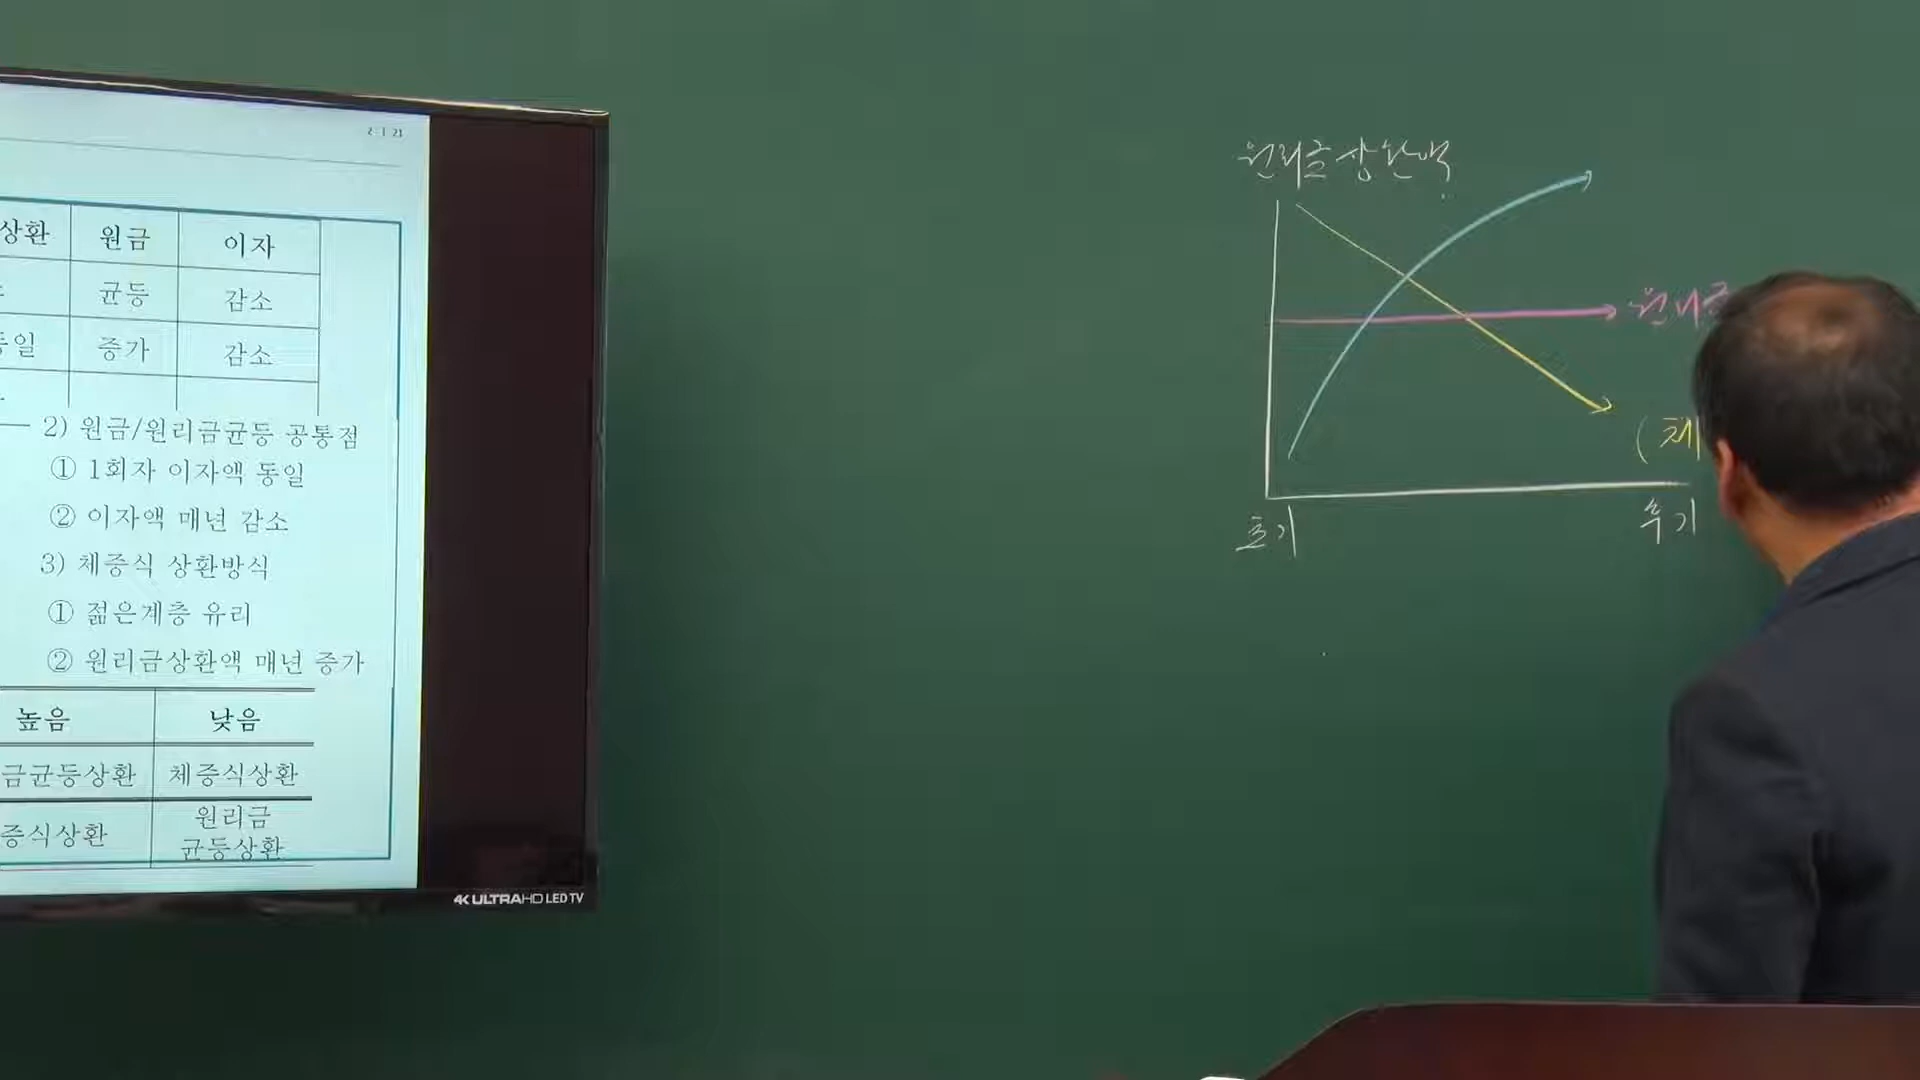 상환 원금 이자
균등 감소
동일 증가 감소
2) 원금/원리금균등 공통점
① 1회차 이자액 동일
② 이자액 매년 감소
3) 체증식 상환방식
① 젊은계층 유리
② 원리금상환액 매년 증가
높음 낮음
금균등상환 체증식상환
증식상환 원리금
균등상환
4K ULTRAHD LED TV
원리금상환액
원리금
(체
초기 후기